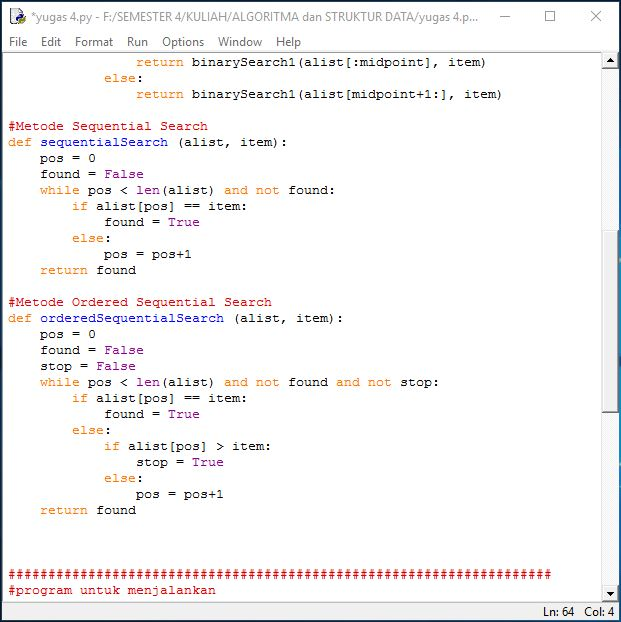 *yugas 4.py - F:/SEMESTER 4/KULIAH/ALGORITMA dan STRUKTUR DATA/yugas 4.p...
File Edit Format Run Options Window Help
                return binarySearch1(alist[:midpoint], item)
            else:
                return binarySearch1(alist[midpoint+1:], item)
#Metode Sequential Search
def sequentialSearch (alist, item):
    pos = 0
    found = False
    while pos < len(alist) and not found:
        if alist[pos] == item:
            found = True
        else:
            pos = pos+1
    return found
#Metode Ordered Sequential Search
def orderedSequentialSearch (alist, item):
    pos = 0
    found = False
    stop = False
    while pos < len(alist) and not found and not stop:
        if alist[pos] == item:
            found = True
        else:
            if alist[pos] > item:
                stop = True
            else:
                pos = pos+1
    return found
####################################################################
#program untuk menjalankan
Ln: 64 Col: 4